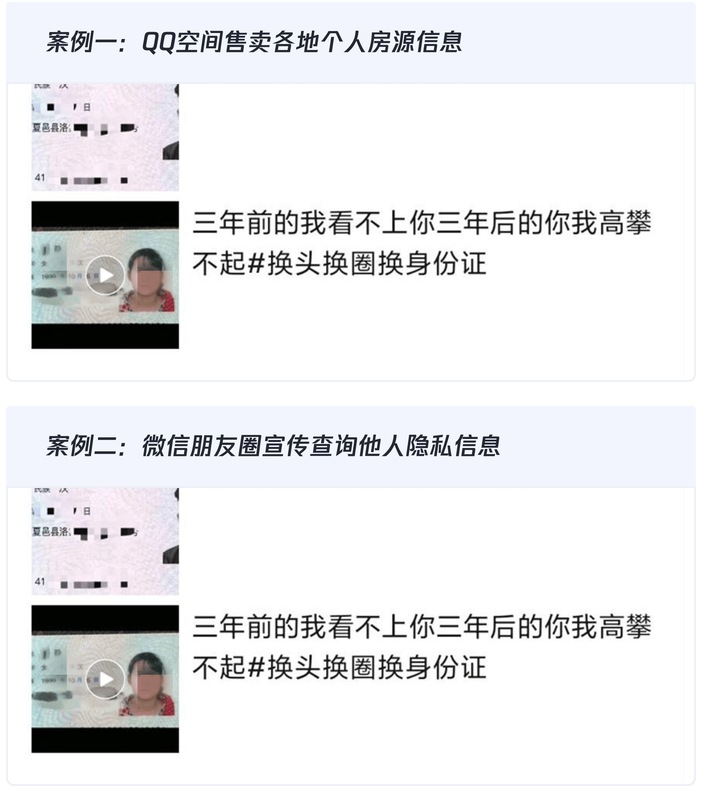 案例一：QQ空间售卖各地个人房源信息
民族 汉
日
夏邑县洛
41
三年前的我看不上你三年后的你我高攀
不起#换头换圈换身份证
案例二：微信朋友圈宣传查询他人隐私信息
民族 汉
日
夏邑县洛
41
三年前的我看不上你三年后的你我高攀
不起#换头换圈换身份证